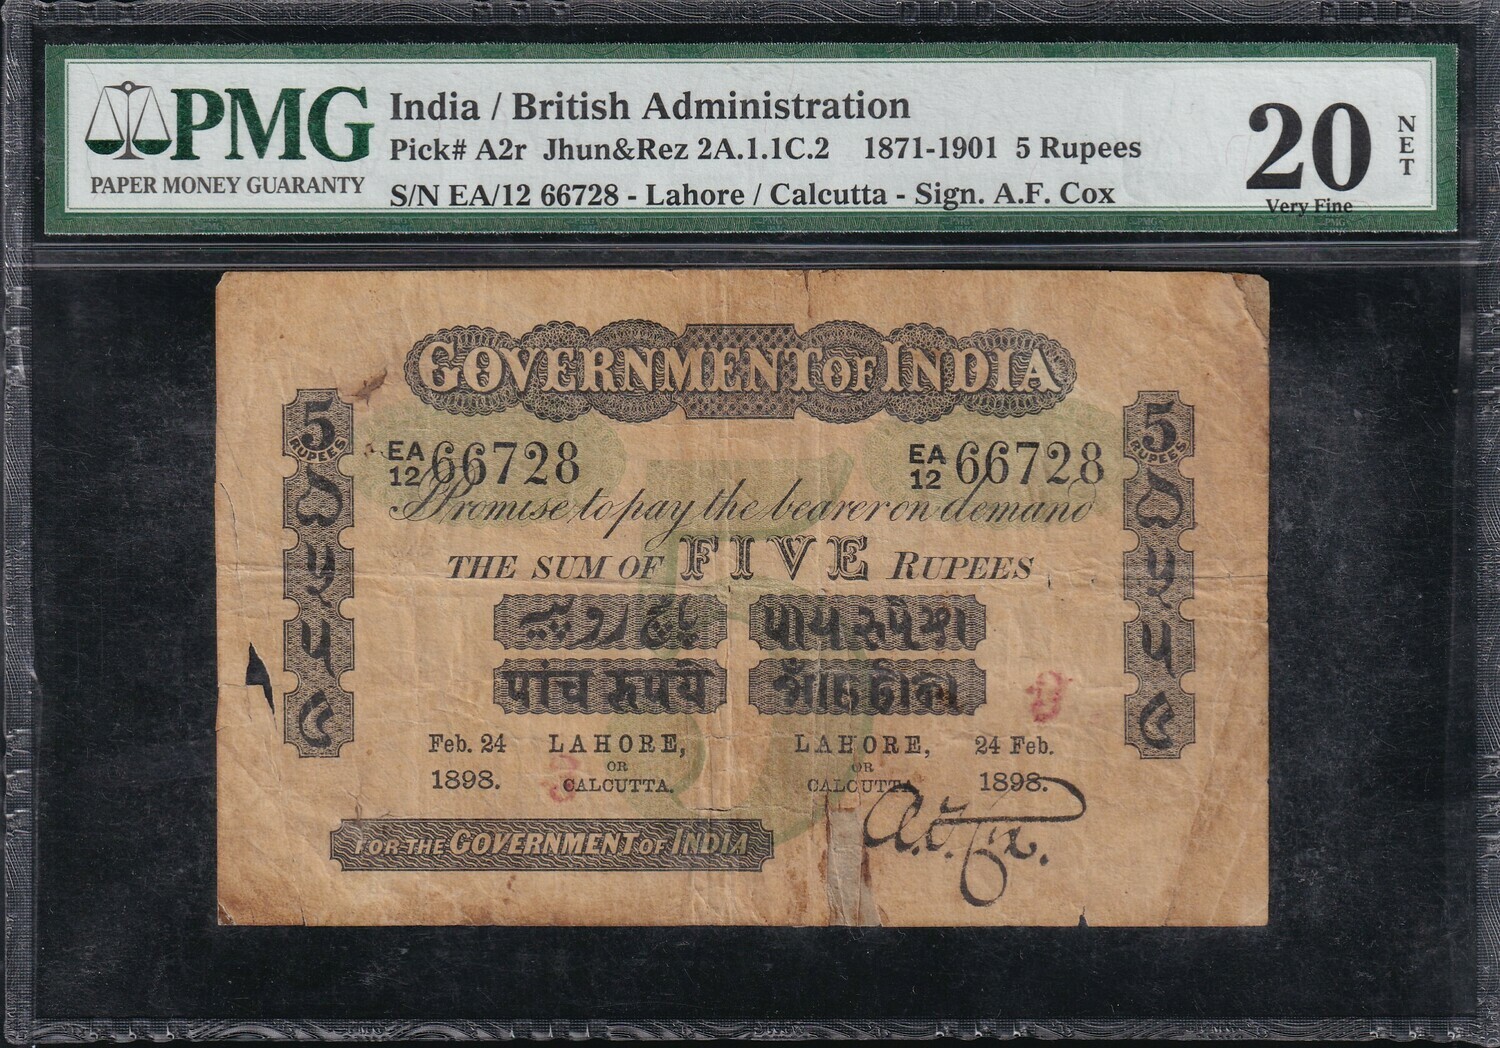 PMG
PAPER MONEY GUARANTY
India / British Administration
Pick# A2r Jhun&Rez 2A.1.1C.2 1871-1901 5 Rupees
S/N EA/12 66728 - Lahore / Calcutta - Sign. A.F. Cox
20 NET
Very Fine
GOVERNMENT OF INDIA
5 RUPEES
5 RUPEES
EA/12 66728
EA/12 66728
I Promise to pay the bearer on demand
THE SUM OF FIVE RUPEES
पांच रुपये
Feb. 24 LAHORE, LAHORE, 24 Feb.
OR OR
1898. CALCUTTA. CALCUTTA 1898.
FOR THE GOVERNMENT OF INDIA
A.F. Cox.